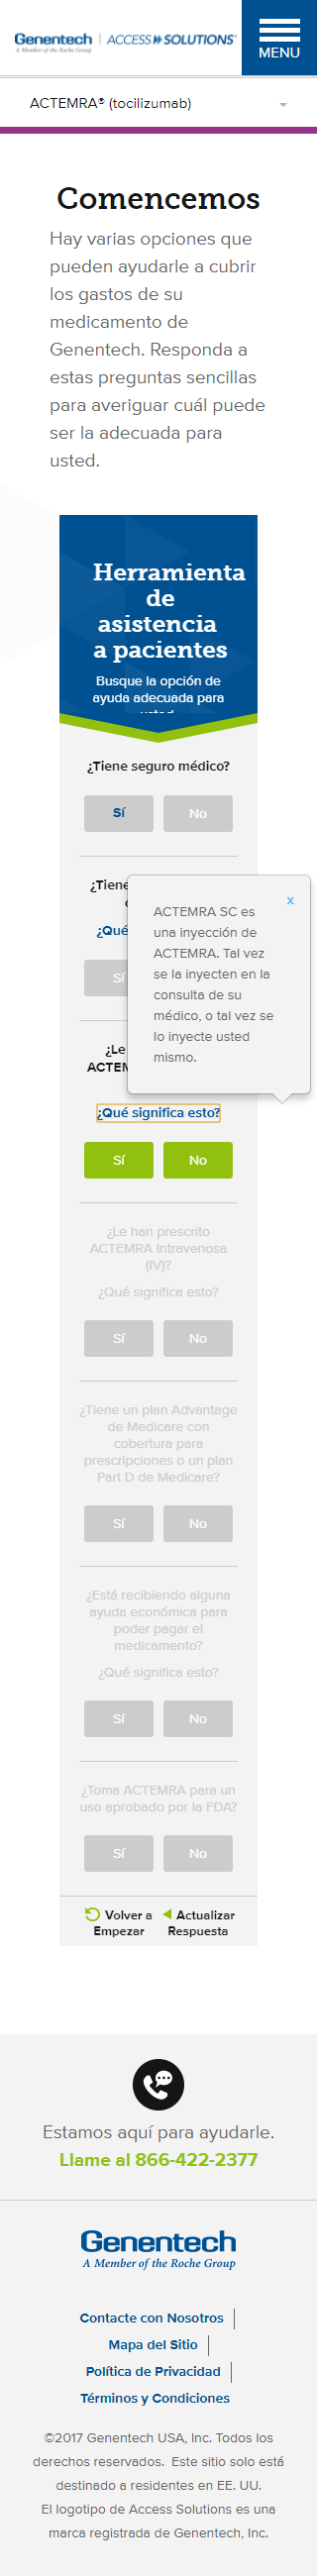 Genentech
A Member of the Roche Group
ACCESS SOLUTIONS®
MENU
ACTEMRA® (tocilizumab)
Comencemos
Hay varias opciones que
pueden ayudarle a cubrir
los gastos de su
medicamento de
Genentech. Responda a
estas preguntas sencillas
para averiguar cuál puede
ser la adecuada para
usted.
Herramienta
de
asistencia
a pacientes
Busque la opción de
ayuda adecuada para
¿Tiene seguro médico?
Sí No
¿Tiene
¿Qué
Sí
x
ACTEMRA SC es
una inyección de
ACTEMRA. Tal vez
se la inyecten en la
consulta de su
médico, o tal vez se
lo inyecte usted
mismo.
¿Le
ACTEM
¿Qué significa esto?
Sí No
¿Le han prescrito
ACTEMRA Intravenosa
(IV)?
¿Qué significa esto?
Sí No
¿Tiene un plan Advantage
de Medicare con
cobertura para
prescripciones o un plan
Part D de Medicare?
Sí No
¿Está recibiendo alguna
ayuda económica para
poder pagar el
medicamento?
¿Qué significa esto?
Sí No
¿Toma ACTEMRA para un
uso aprobado por la FDA?
Sí No
Volver a Actualizar
Empezar Respuesta
Estamos aquí para ayudarle.
Llame al 866-422-2377
Genentech
A Member of the Roche Group
Contacte con Nosotros
Mapa del Sitio
Política de Privacidad
Términos y Condiciones
©2017 Genentech USA, Inc. Todos los
derechos reservados. Este sitio solo está
destinado a residentes en EE. UU.
El logotipo de Access Solutions es una
marca registrada de Genentech, Inc.